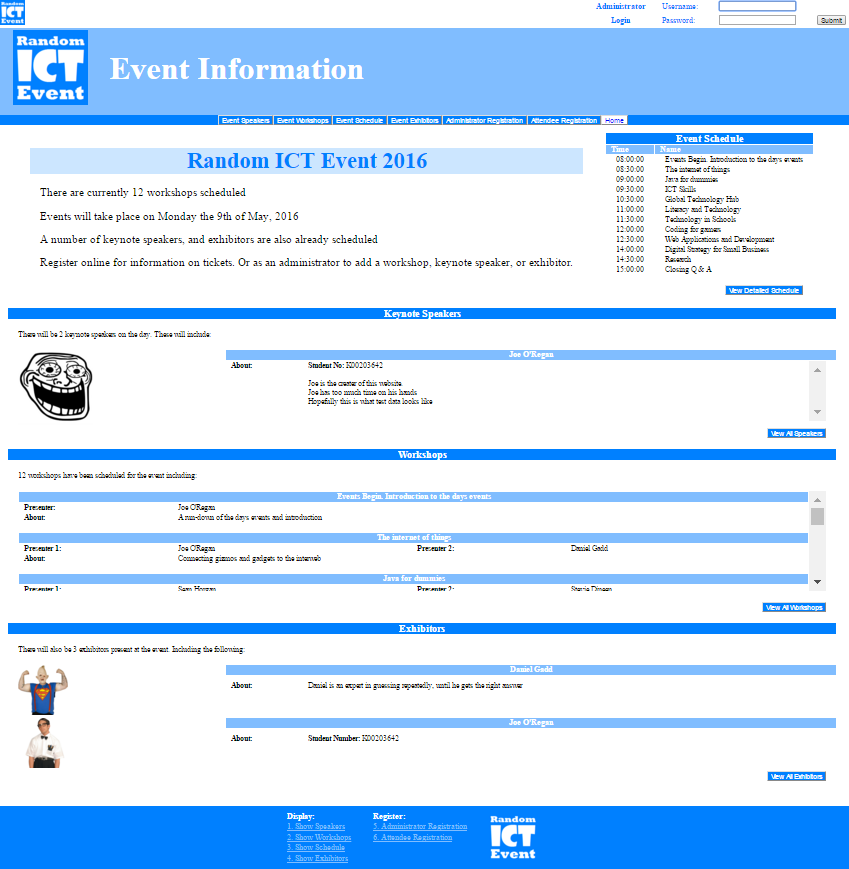 Random
ICT
Event
Administrator Username:
Login Password: Submit
Random
ICT
Event
Event Information
Event Speakers Event Workshops Event Schedule Event Exhibitors Administrator Registration Attendee Registration Home
Random ICT Event 2016
There are currently 12 workshops scheduled
Events will take place on Monday the 9th of May, 2016
A number of keynote speakers, and exhibitors are also already scheduled
Register online for information on tickets. Or as an administrator to add a workshop, keynote speaker, or exhibitor.
Event Schedule
Time Name
08:00:00 Events Begin. Introduction to the days events
08:30:00 The internet of things
09:00:00 Java for dummies
09:30:00 ICT Skills
10:30:00 Global Technology Hub
11:00:00 Literacy and Technology
11:30:00 Technology in Schools
12:00:00 Coding for gamers
12:30:00 Web Applications and Development
14:00:00 Digital Strategy for Small Business
14:30:00 Research
15:00:00 Closing Q & A
View Detailed Schedule
Keynote Speakers
There will be 2 keynote speakers on the day. These will include:
Joe O'Regan
About: Student No: K00203642
Joe is the creater of this website.
Joe has too much time on his hands
Hopefully this is what test data looks like
View All Speakers
Workshops
12 workshops have been scheduled for the event including:
Events Begin. Introduction to the days events
Presenter: Joe O'Regan
About: A run-down of the days events and introduction
The internet of things
Presenter 1: Joe O'Regan Presenter 2: Daniel Gadd
About: Connecting gizmos and gadgets to the interweb
Java for dummies
Presenter 1: Sean Horgan Presenter 2: Stevie Dineen
View All Workshops
Exhibitors
There will also be 3 exhibitors present at the event. Including the following:
Daniel Gadd
About: Daniel is an expert in guessing repeatedly, until he gets the right answer
Joe O'Regan
About: Student Number: K00203642
View All Exhibitors
Display:
1. Show Speakers
2. Show Workshops
3. Show Schedule
4. Show Exhibitors
Register:
5. Administrator Registration
6. Attendee Registration
Random
ICT
Event